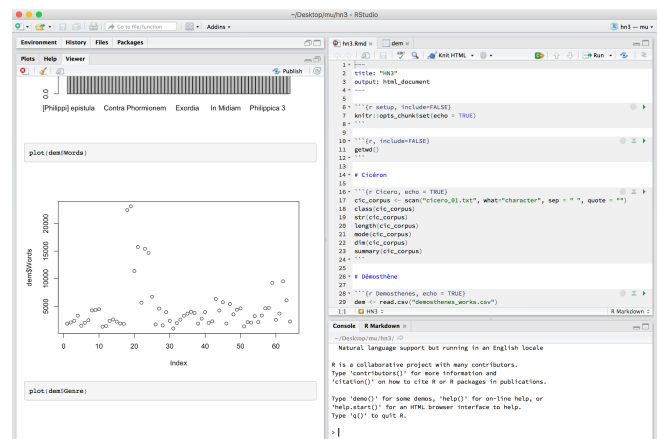 ~/Desktop/mu/hn3 - RStudio
Go to file/function
Addins
hn3 — mu
Environment History Files Packages
Plots Help Viewer
Publish
0.0
[Philippi] epistula Contra Phormionem Exordia In Midiam Philippica 3
plot(dem$Words)
dem$Words
20000
15000
10000
5000
0 10 20 30 40 50 60
Index
plot(dem$Genre)
hn3.Rmd
dem
Knit HTML
Run
1 ---
2 title: "HN3"
3 output: html_document
4 ---
5
6 ```{r setup, include=FALSE}
7 knitr::opts_chunk$set(echo = TRUE)
8 ```
9
10 ```{r, include=FALSE}
11 getwd()
12 ```
13
14 # Cicéron
15
16 ```{r Cicero, echo = TRUE}
17 cic_corpus <- scan("cicero_01.txt", what="character", sep = " ", quote = "")
18 class(cic_corpus)
19 str(cic_corpus)
20 length(cic_corpus)
21 mode(cic_corpus)
22 dim(cic_corpus)
23 summary(cic_corpus)
24 ```
25
26 # Démosthène
27
28 ```{r Demosthenes, echo = TRUE}
29 dem <- read.csv("demosthenes_works.csv")
1:1 HN3 R Markdown
Console R Markdown
~/Desktop/mu/hn3/
Natural language support but running in an English locale
R is a collaborative project with many contributors.
Type 'contributors()' for more information and
'citation()' on how to cite R or R packages in publications.
Type 'demo()' for some demos, 'help()' for on-line help, or
'help.start()' for an HTML browser interface to help.
Type 'q()' to quit R.
>